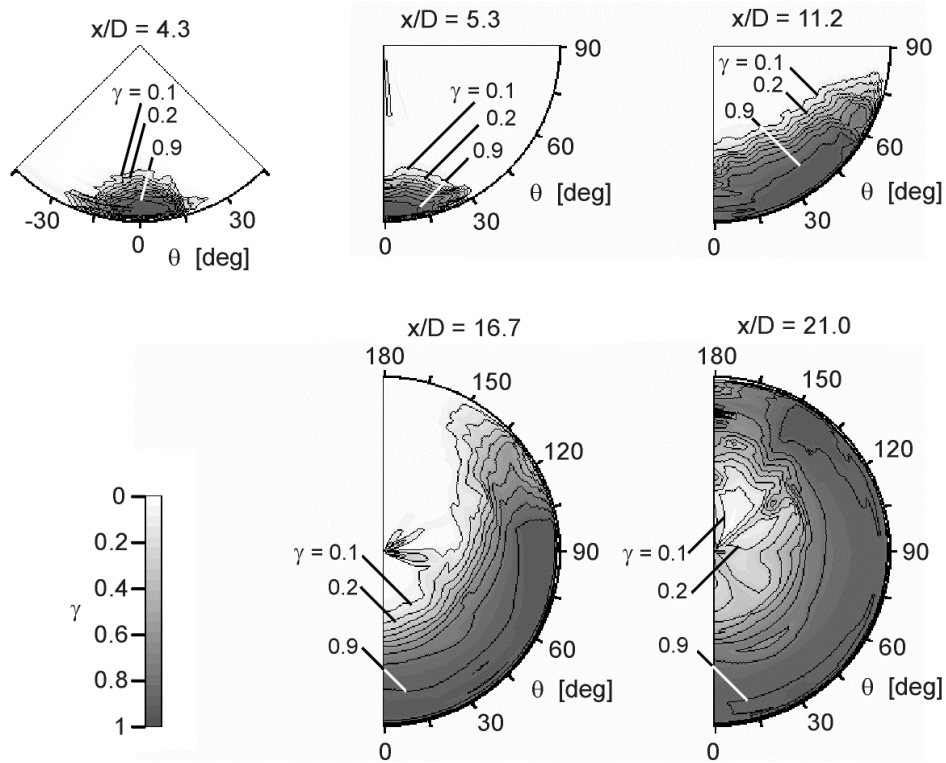 x/D = 4.3
γ = 0.1
0.2
0.9
-30
0
30
θ [deg]
x/D = 5.3
γ = 0.1
0.2
0.9
90
60
30
0
θ [deg]
x/D = 11.2
γ = 0.1
0.2
0.9
90
60
30
0
θ [deg]
x/D = 16.7
180
150
120
90
60
30
0
γ = 0.1
0.2
0.9
θ [deg]
x/D = 21.0
180
150
120
90
60
30
0
γ = 0.1
0.2
0.9
θ [deg]
0
0.2
0.4
γ
0.6
0.8
1